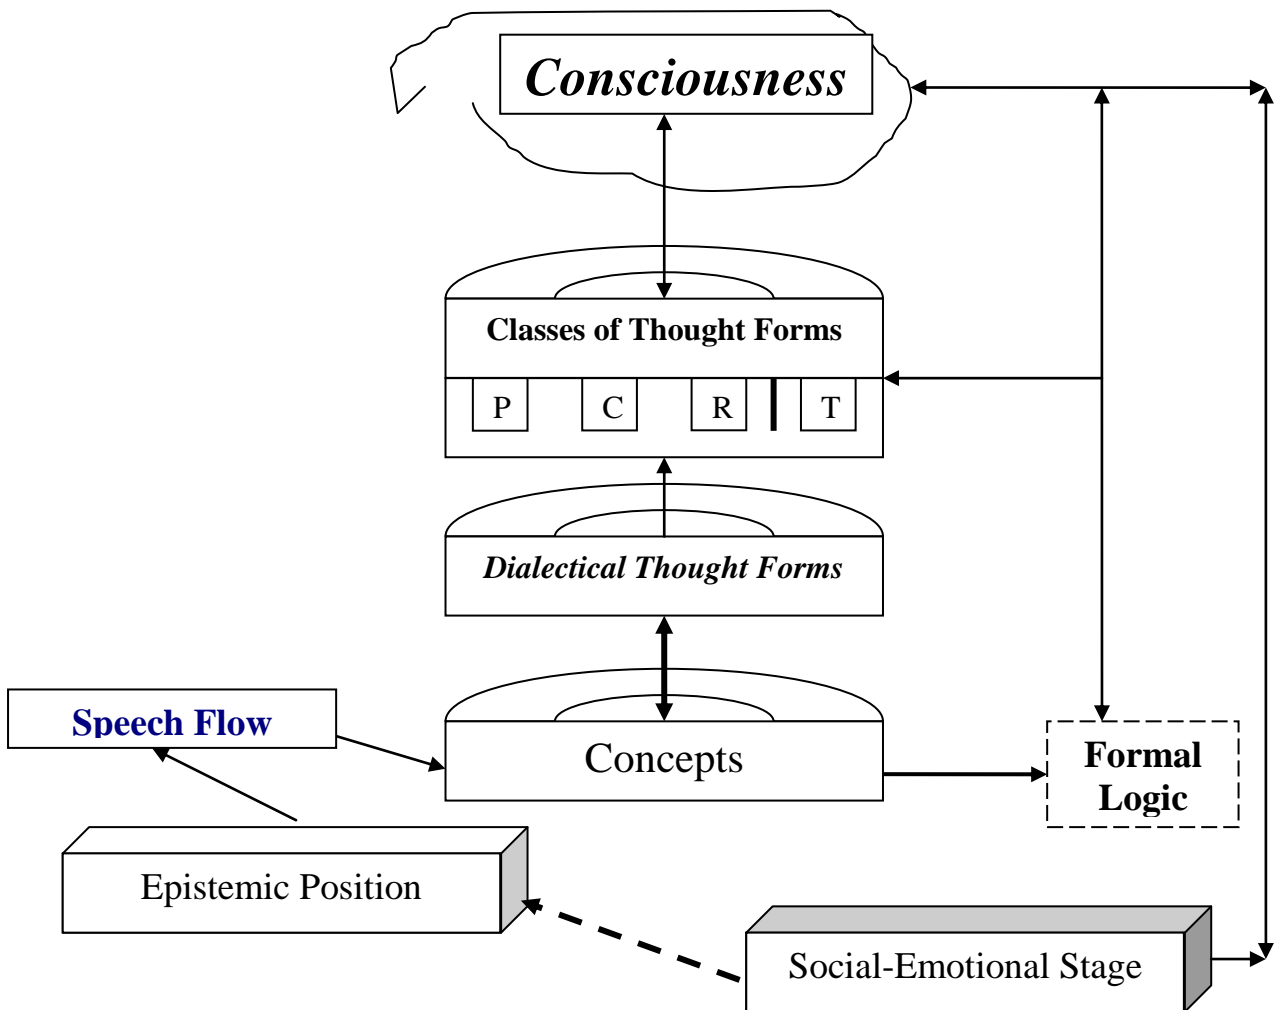 Consciousness
Classes of Thought Forms
P C R T
Dialectical Thought Forms
Speech Flow
Concepts
Formal
Logic
Epistemic Position
Social-Emotional Stage